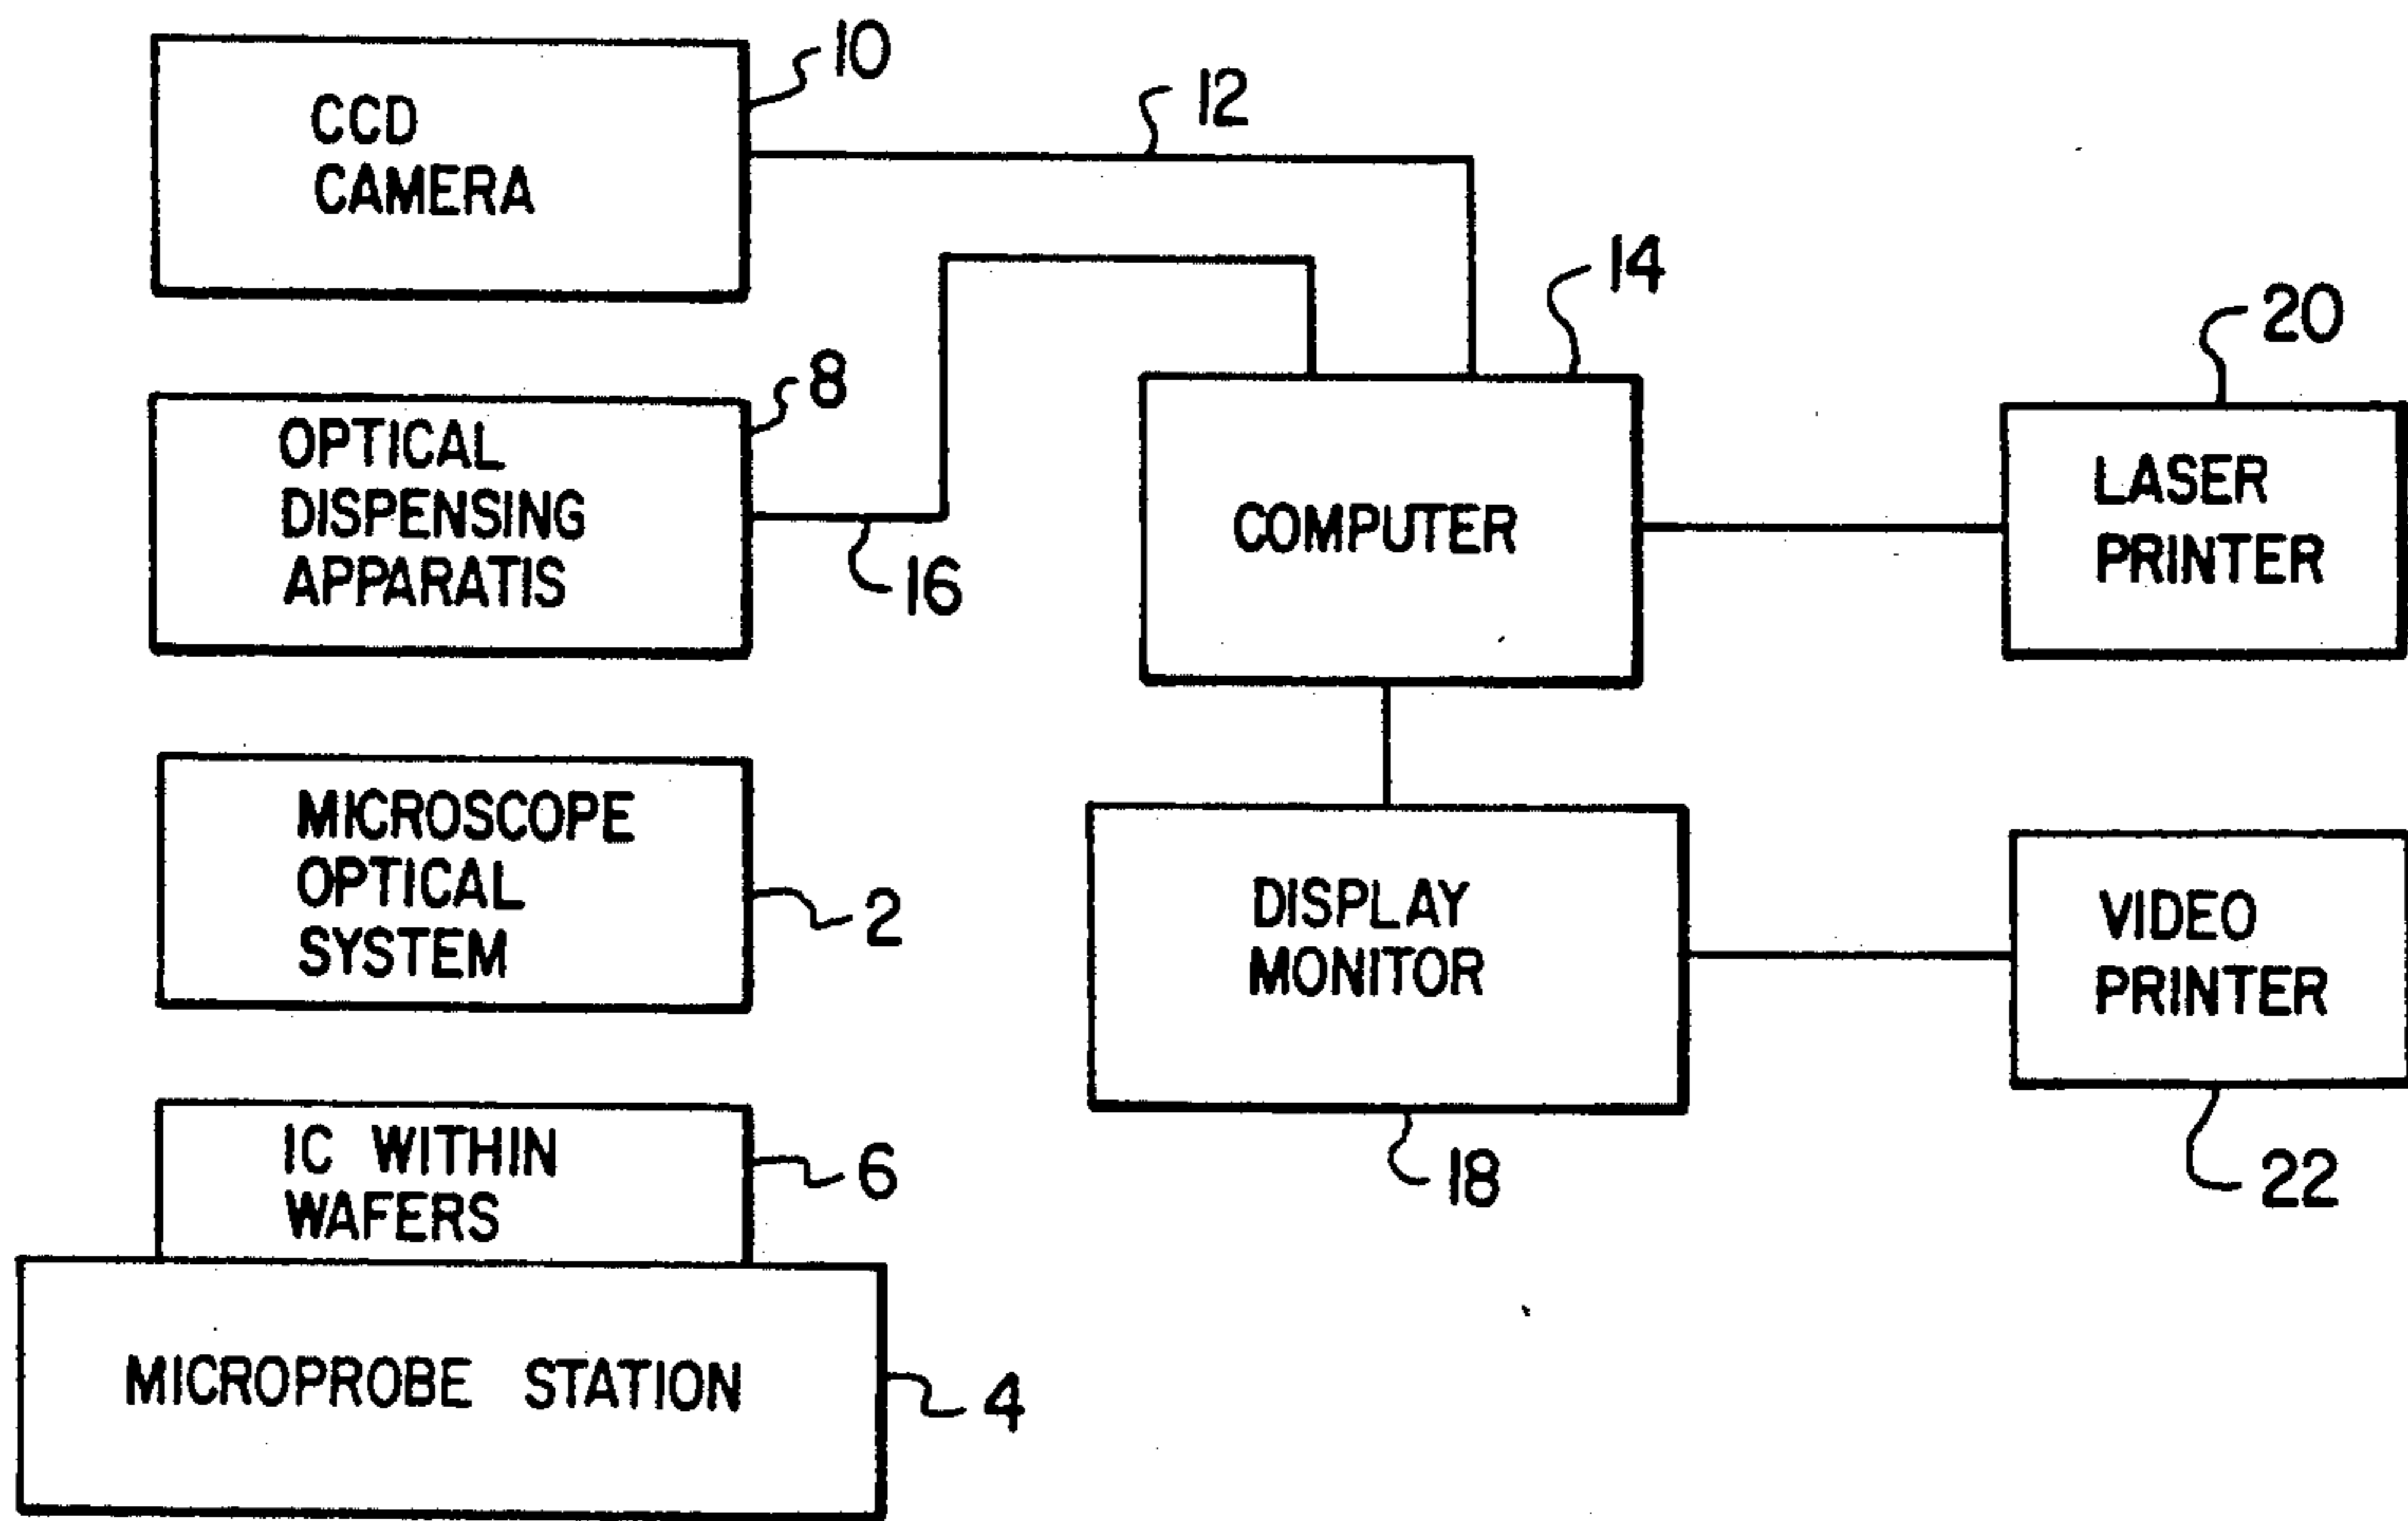 CCD
CAMERA
10
12
OPTICAL
DISPENSING
APPARATIS
8
16
14
COMPUTER
20
LASER
PRINTER
MICROSCOPE
OPTICAL
SYSTEM
2
DISPLAY
MONITOR
18
VIDEO
PRINTER
22
IC WITHIN
WAFERS
6
MICROPROBE STATION
4